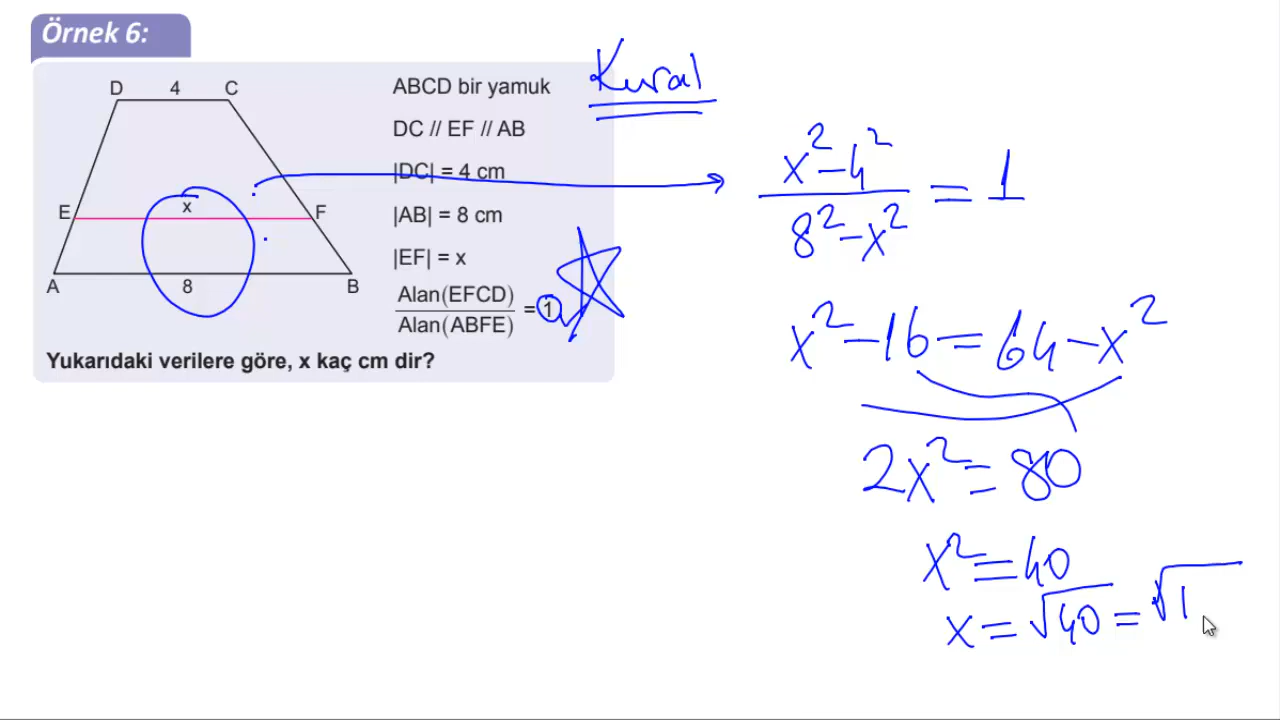 Örnek 6:
D 4 C
E x F
A 8 B
ABCD bir yamuk
DC // EF // AB
|DC| = 4 cm
|AB| = 8 cm
|EF| = x
Alan(EFCD)
Alan(ABFE)
= 1
Yukarıdaki verilere göre, x kaç cm dir?
Kural
x² - 4²
8² - x²
= 1
x² - 16 = 64 - x²
2x² = 80
x² = 40
x = √40 = √1